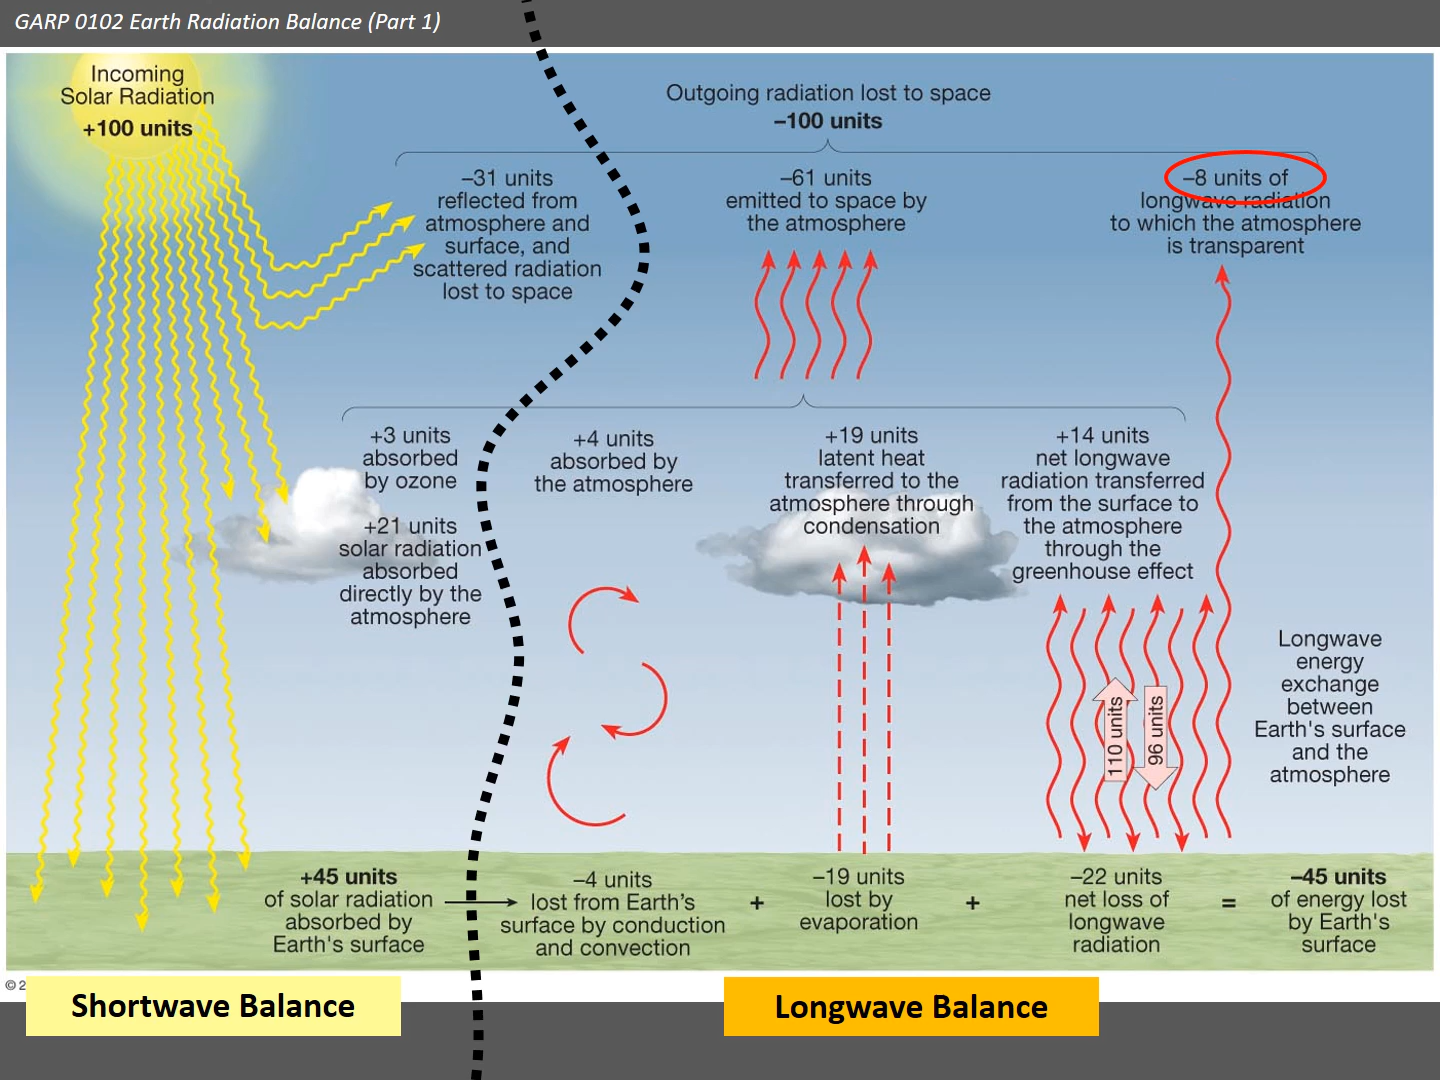 GARP 0102 Earth Radiation Balance (Part 1)
Incoming
Solar Radiation
+100 units
Outgoing radiation lost to space
–100 units
–31 units
reflected from
atmosphere and
surface, and
scattered radiation
lost to space
–61 units
emitted to space by
the atmosphere
–8 units of
longwave radiation
to which the atmosphere
is transparent
+3 units
absorbed
by ozone
+21 units
solar radiation
absorbed
directly by the
atmosphere
+4 units
absorbed by
the atmosphere
+19 units
latent heat
transferred to the
atmosphere through
condensation
+14 units
net longwave
radiation transferred
from the surface to
the atmosphere
through the
greenhouse effect
110 units
96 units
Longwave
energy
exchange
between
Earth's surface
and the
atmosphere
+45 units
of solar radiation
absorbed by
Earth's surface
–4 units
lost from Earth's
surface by conduction
and convection
+
–19 units
lost by
evaporation
+
–22 units
net loss of
longwave
radiation
=
–45 units
of energy lost
by Earth's
surface
© 2
Shortwave Balance
Longwave Balance